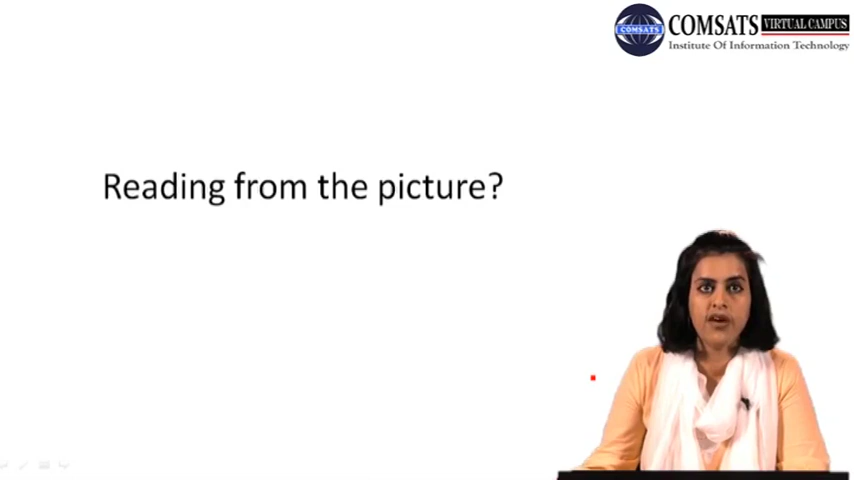 COMSATS VIRTUAL CAMPUS
Institute Of Information Technology
COMSATS
Reading from the picture?